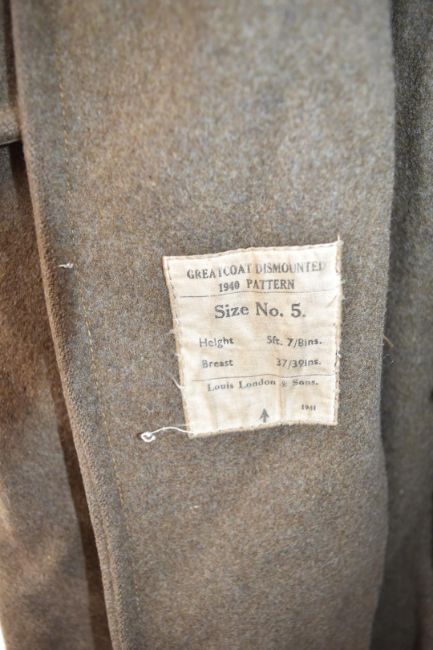 GREATCOAT DISMOUNTED
1940 PATTERN
Size No. 5.
Height 5ft. 7/8ins.
Breast 37/39ins.
Louis London & Sons.
1941